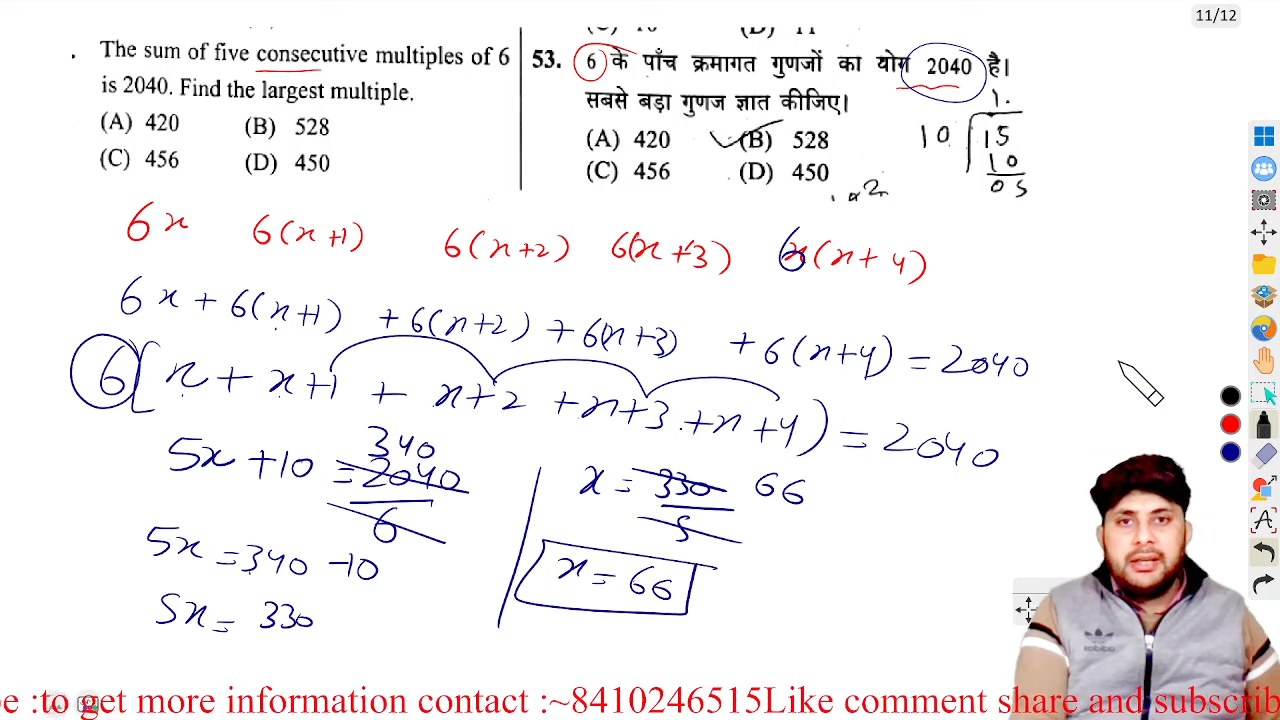 11/12
. The sum of five consecutive multiples of 6
is 2040. Find the largest multiple.
(A) 420 (B) 528
(C) 456 (D) 450
53. 6 के पाँच क्रमागत गुणजों का योग 2040 है।
सबसे बड़ा गुणज ज्ञात कीजिए।
(A) 420 (B) 528
(C) 456 (D) 450
1.
10 15
10
05
6x 6(x+1) 6(x+2) 6(x+3) 6(x+4)
6x + 6(x+1) + 6(x+2) + 6(x+3) + 6(x+4) = 2040
6(x + x+1 + x+2 + x+3 + x+4) = 2040
340
5x + 10 = 2040
6
5x = 340 - 10
5x = 330
x = 330 66
5
x = 66
pe :to get more information contact :~8410246515Like comment share and subscrib